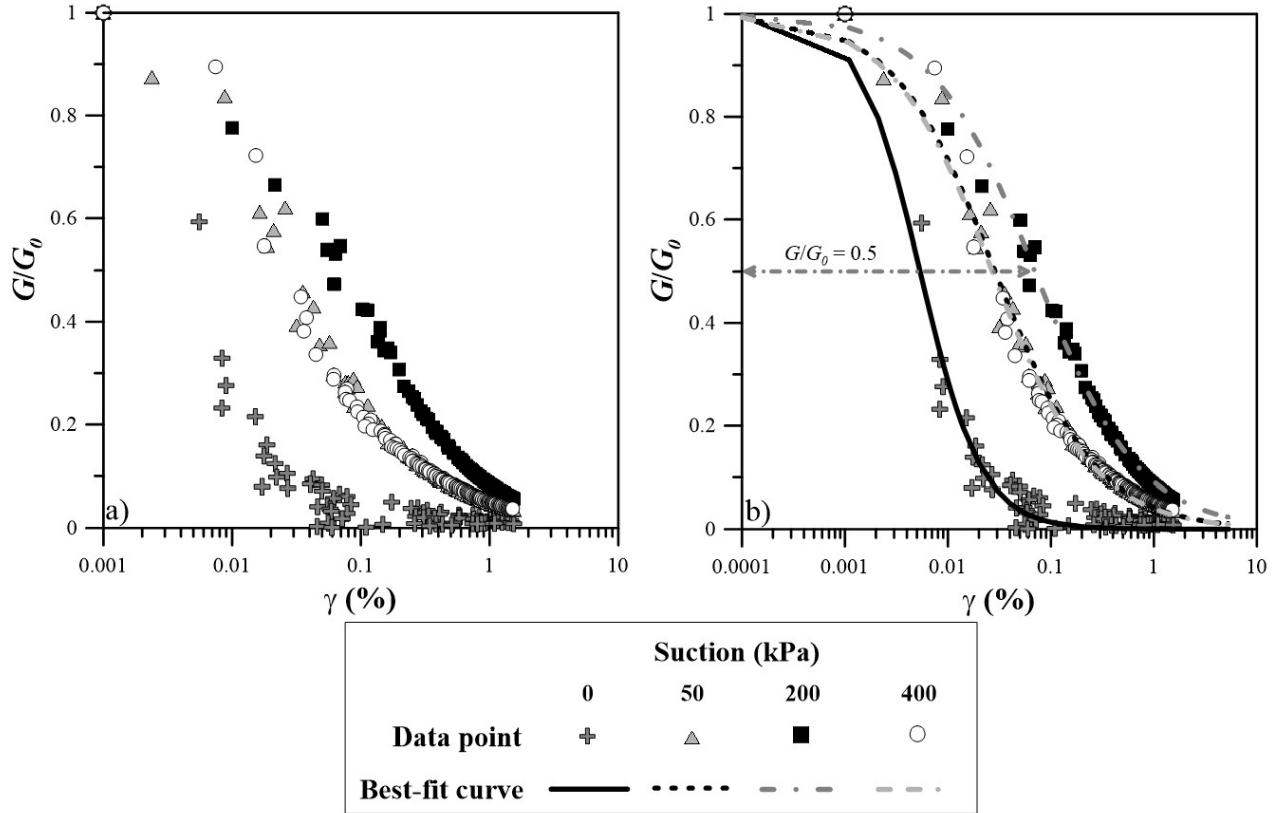 1
0.8
0.6
0.4
0.2
0
G/G₀
a)
0.001
0.01
0.1
1
10
γ (%)
1
0.8
0.6
0.4
0.2
0
G/G₀
G/G₀ = 0.5
b)
0.0001
0.001
0.01
0.1
1
10
γ (%)
Suction (kPa)
0 50 200 400
Data point
Best-fit curve